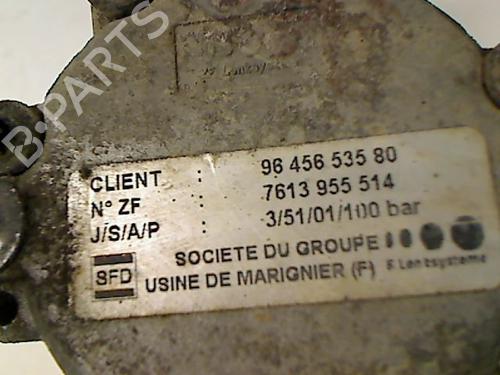 B-PARTS
CLIENT : 96 456 535 80
N° ZF : 7613 955 514
J/S/A/P : 3/51/01/100 bar
SFD SOCIETE DU GROUPE
USINE DE MARIGNIER (F)